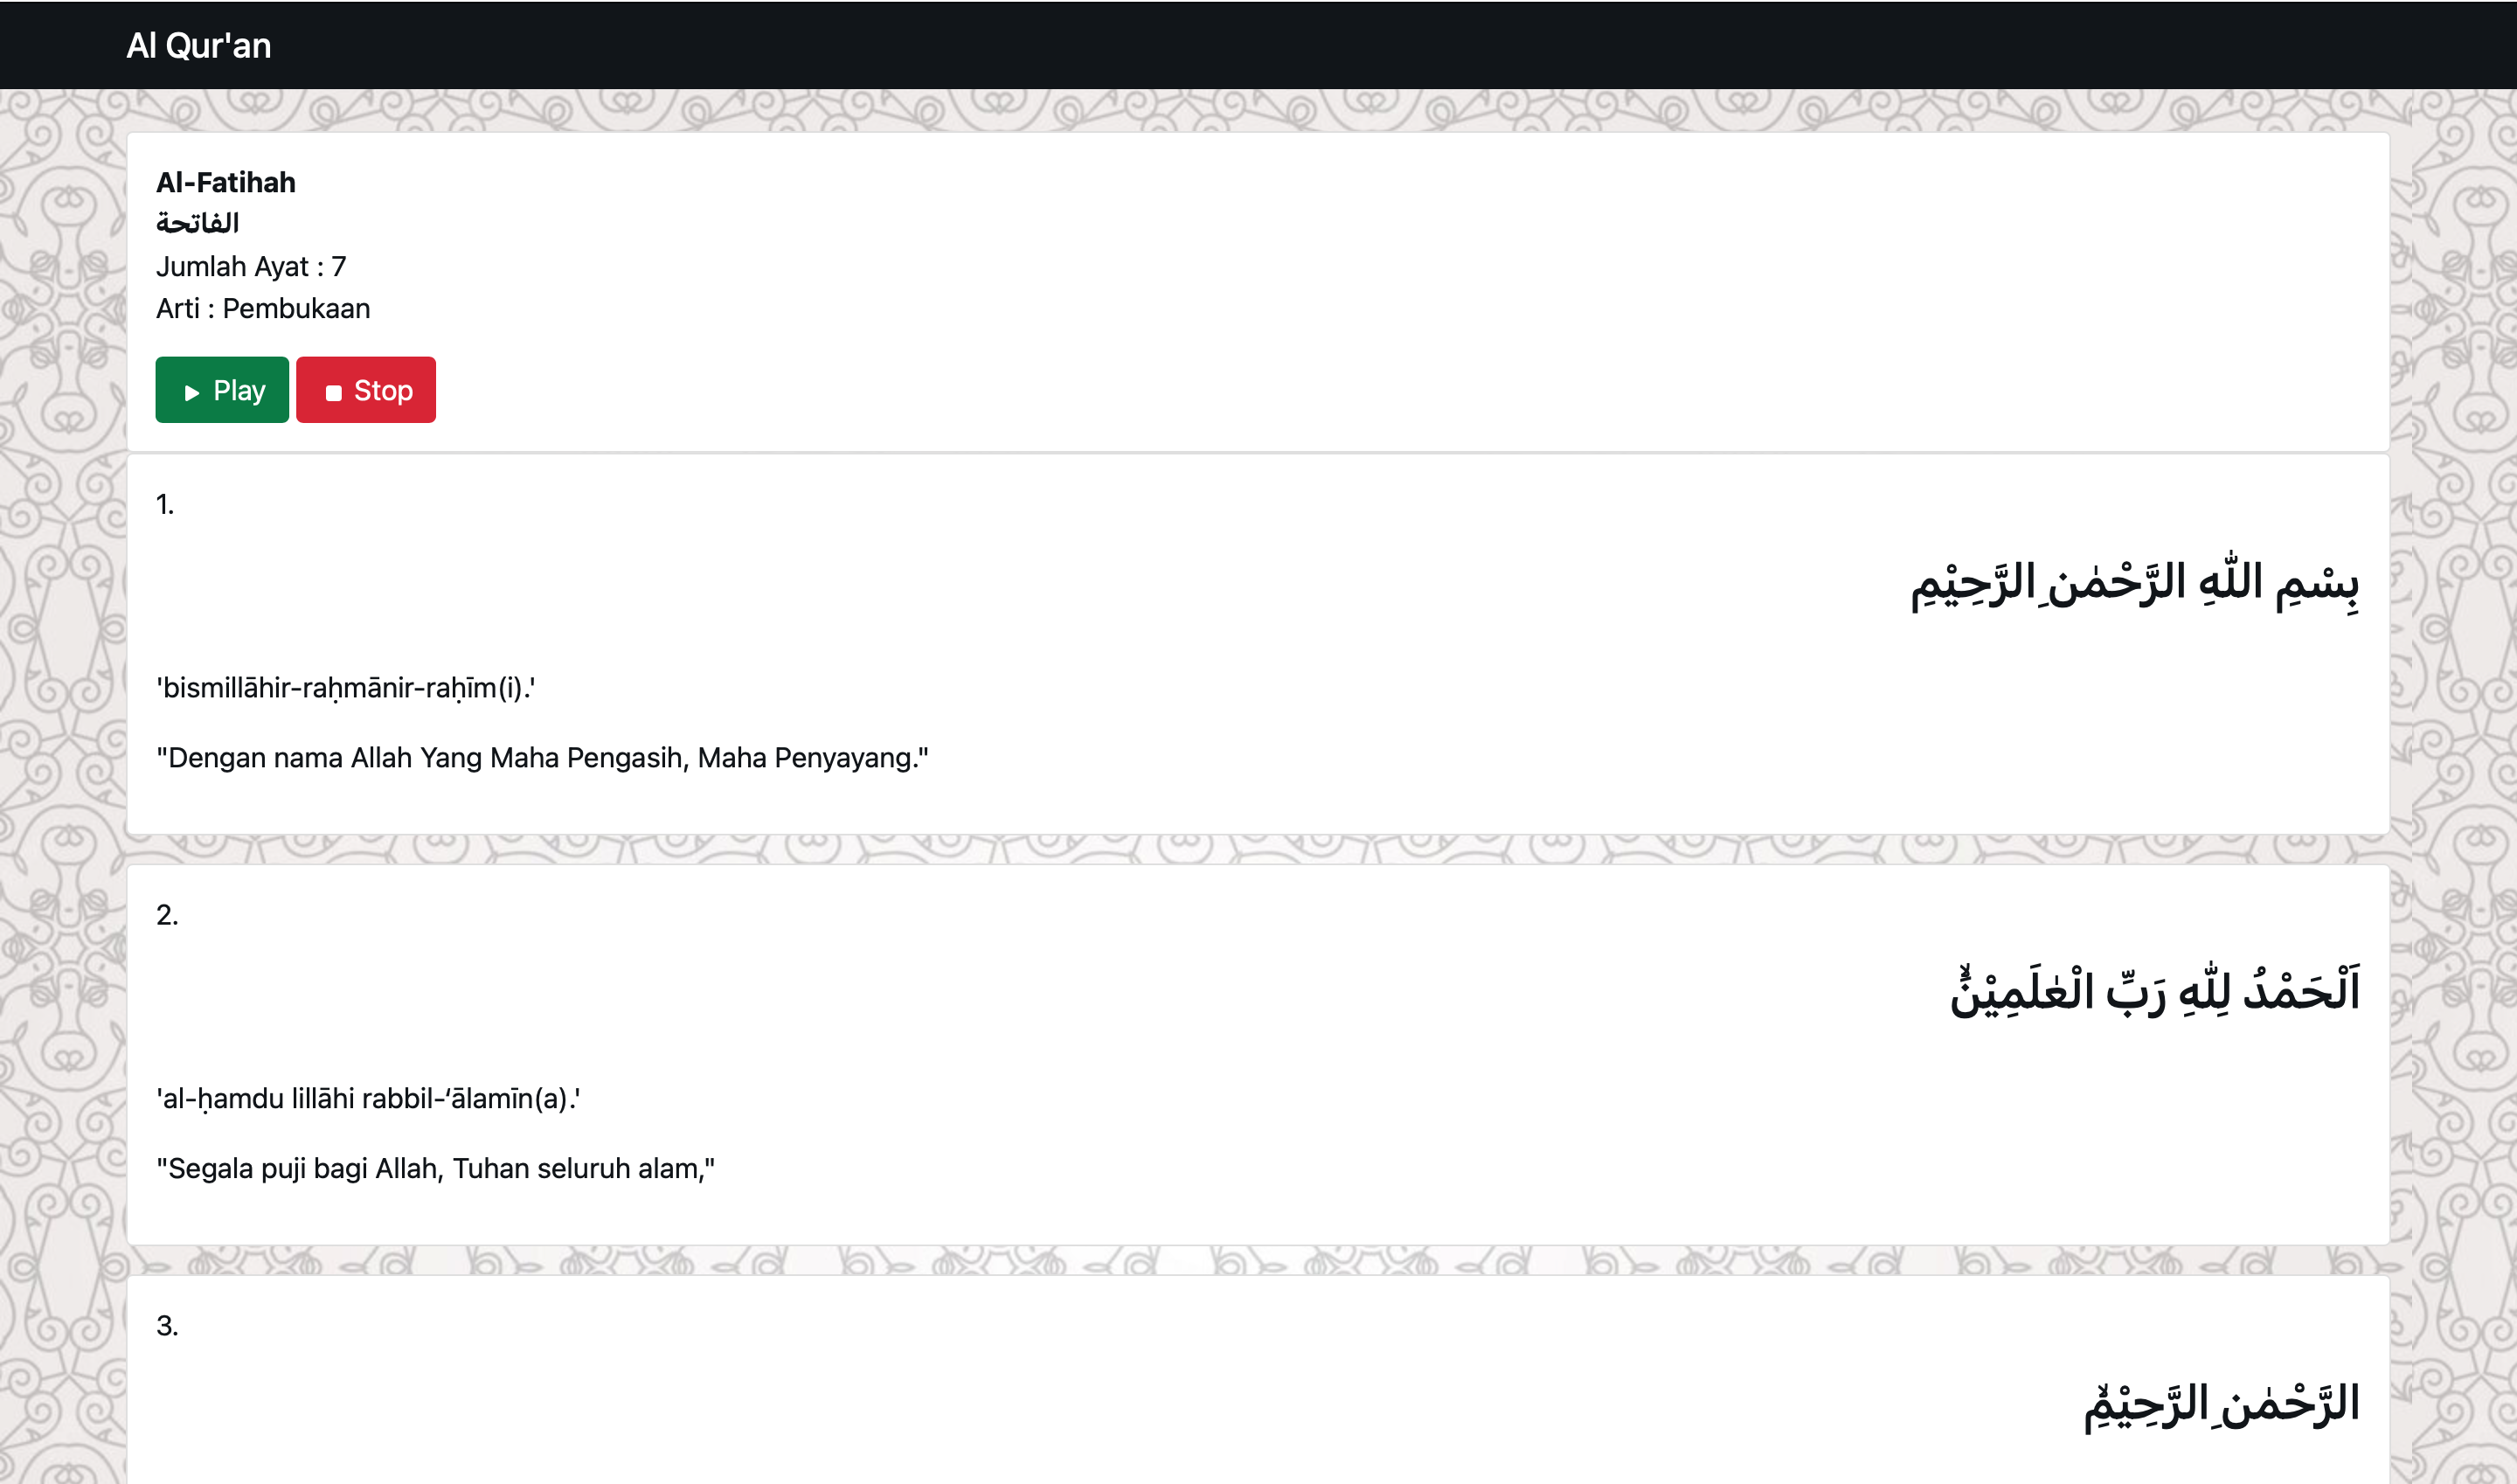 Al Qur'an
Al-Fatihah
الفاتحة
Jumlah Ayat : 7
Arti : Pembukaan
Play Stop
1.
بِسْمِ اللّٰهِ الرَّحْمٰنِ الرَّحِيْمِ
'bismillāhir-raḥmānir-raḥīm(i).'
"Dengan nama Allah Yang Maha Pengasih, Maha Penyayang."
2.
اَلْحَمْدُ لِلّٰهِ رَبِّ الْعٰلَمِيْنَۙ
'al-ḥamdu lillāhi rabbil-‘ālamīn(a).'
"Segala puji bagi Allah, Tuhan seluruh alam,"
3.
الرَّحْمٰنِ الرَّحِيْمِۙ